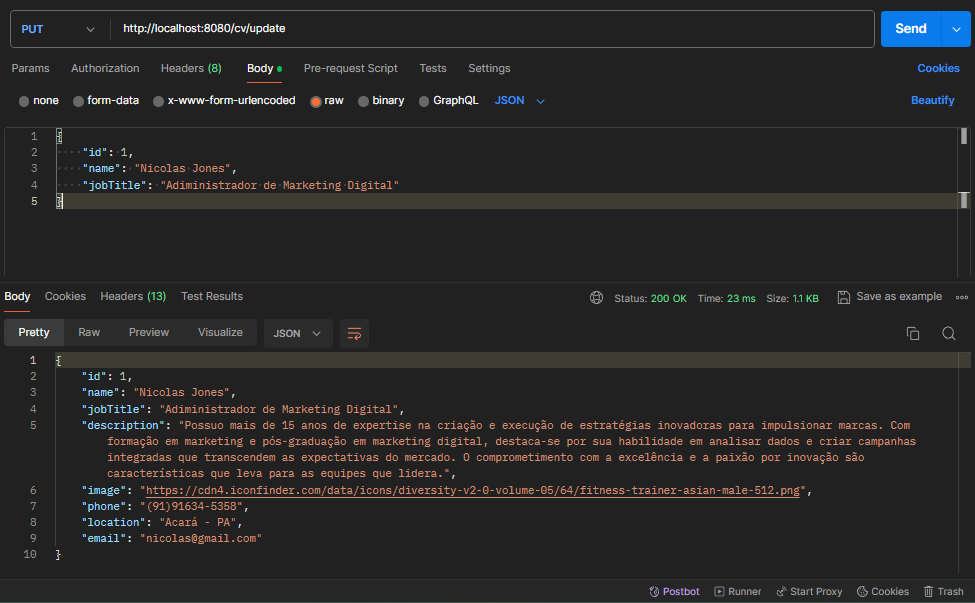 PUT http://localhost:8080/cv/update Send
Params Authorization Headers (8) Body Pre-request Script Tests Settings Cookies
none form-data x-www-form-urlencoded raw binary GraphQL JSON Beautify
1 {
2 "id": 1,
3 "name": "Nicolas Jones",
4 "jobTitle": "Adiministrador de Marketing Digital"
5 }
Body Cookies Headers (13) Test Results Status: 200 OK Time: 23 ms Size: 1.1 KB Save as example
Pretty Raw Preview Visualize JSON
1 {
2 "id": 1,
3 "name": "Nicolas Jones",
4 "jobTitle": "Adiministrador de Marketing Digital",
5 "description": "Possuo mais de 15 anos de expertise na criação e execução de estratégias inovadoras para impulsionar marcas. Com
formação em marketing e pós-graduação em marketing digital, destaca-se por sua habilidade em analisar dados e criar campanhas
integradas que transcendem as expectativas do mercado. O comprometimento com a excelência e a paixão por inovação são
características que leva para as equipes que lidera.",
6 "image": "https://cdn4.iconfinder.com/data/icons/diversity-v2-0-volume-05/64/fitness-trainer-asian-male-512.png",
7 "phone": "(91)91634-5358",
8 "location": "Acará - PA",
9 "email": "nicolas@gmail.com"
10 }
Postbot Runner Start Proxy Cookies Trash